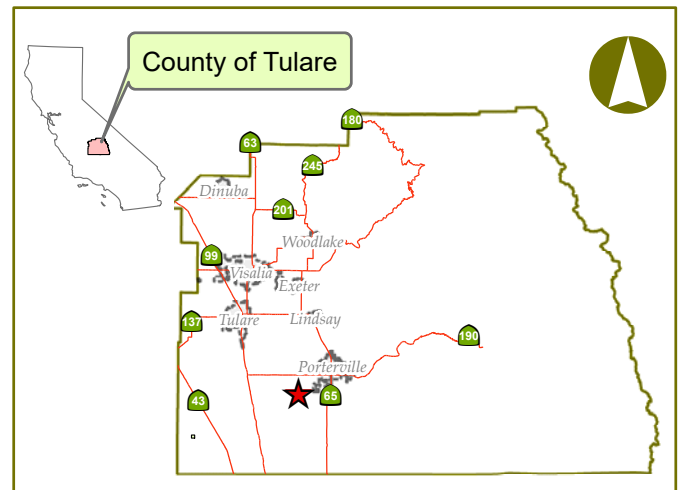 County of Tulare
180
63
245
Dinuba
201
Woodlake
99
Visalia
Exeter
137
Tulare
Lindsay
190
Porterville
65
43